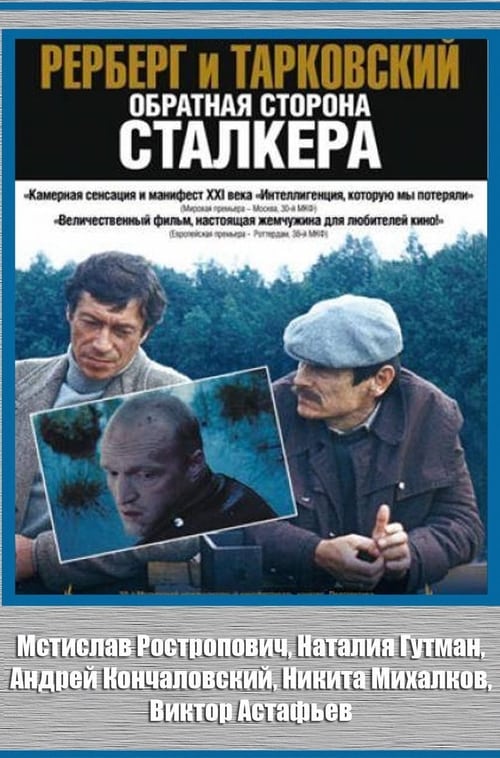 РЕРБЕРГ И ТАРКОВСКИЙ
ОБРАТНАЯ СТОРОНА
СТАЛКЕРА
«Камерная сенсация и манифест XXI века «Интеллигенция, которую мы потеряли»
(Мировая премьера - Москва, 30-й МКФ)
«Величественный фильм, настоящая жемчужина для любителей кино!»
(Европейская премьера - Роттердам, 38-й МКФ)
Мстислав Ростропович, Наталия Гутман,
Андрей Кончаловский, Никита Михалков,
Виктор Астафьев